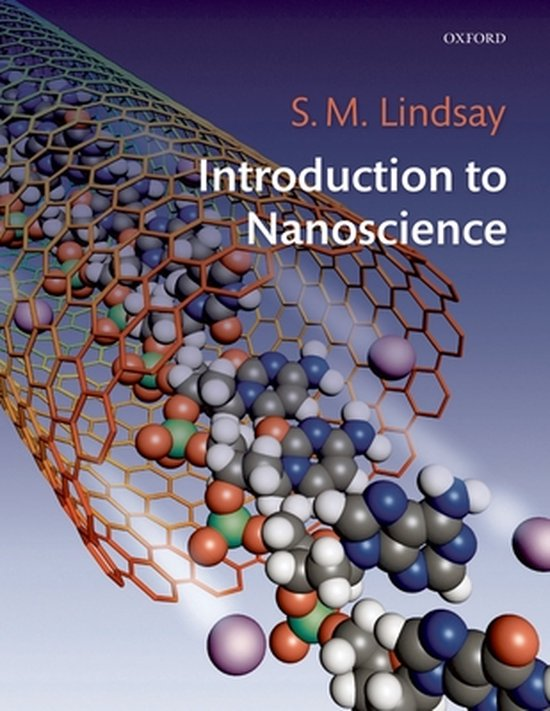 OXFORD
S. M. Lindsay
Introduction to
Nanoscience